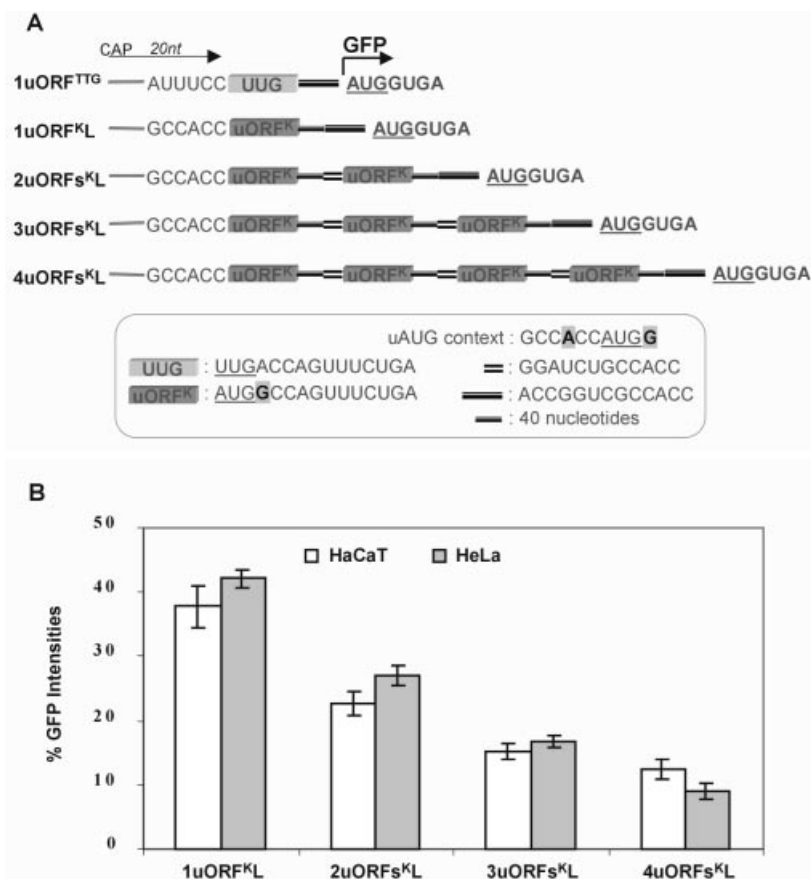 A
CAP 20nt GFP
1uORFᵀᵀᴳ AUUUCC UUG AUGGUGA
1uORFᴷL GCCACC uORFᴷ AUGGUGA
2uORFsᴷL GCCACC uORFᴷ uORFᴷ AUGGUGA
3uORFsᴷL GCCACC uORFᴷ uORFᴷ uORFᴷ AUGGUGA
4uORFsᴷL GCCACC uORFᴷ uORFᴷ uORFᴷ uORFᴷ AUGGUGA
uAUG context : GCCACCAUGG
UUG : UUGACCAGUUUCUGA : GGAUCUGCCACC
uORFᴷ : AUGGCCAGUUUCUGA : ACCGGUCGCCACC
: 40 nucleotides
B
50
HaCaT HeLa
40
30
% GFP Intensities
20
10
0
1uORFᴷL 2uORFsᴷL 3uORFsᴷL 4uORFsᴷL